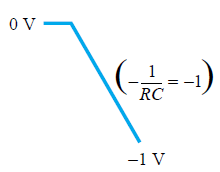 0 V
(-1/RC = -1)
-1 V